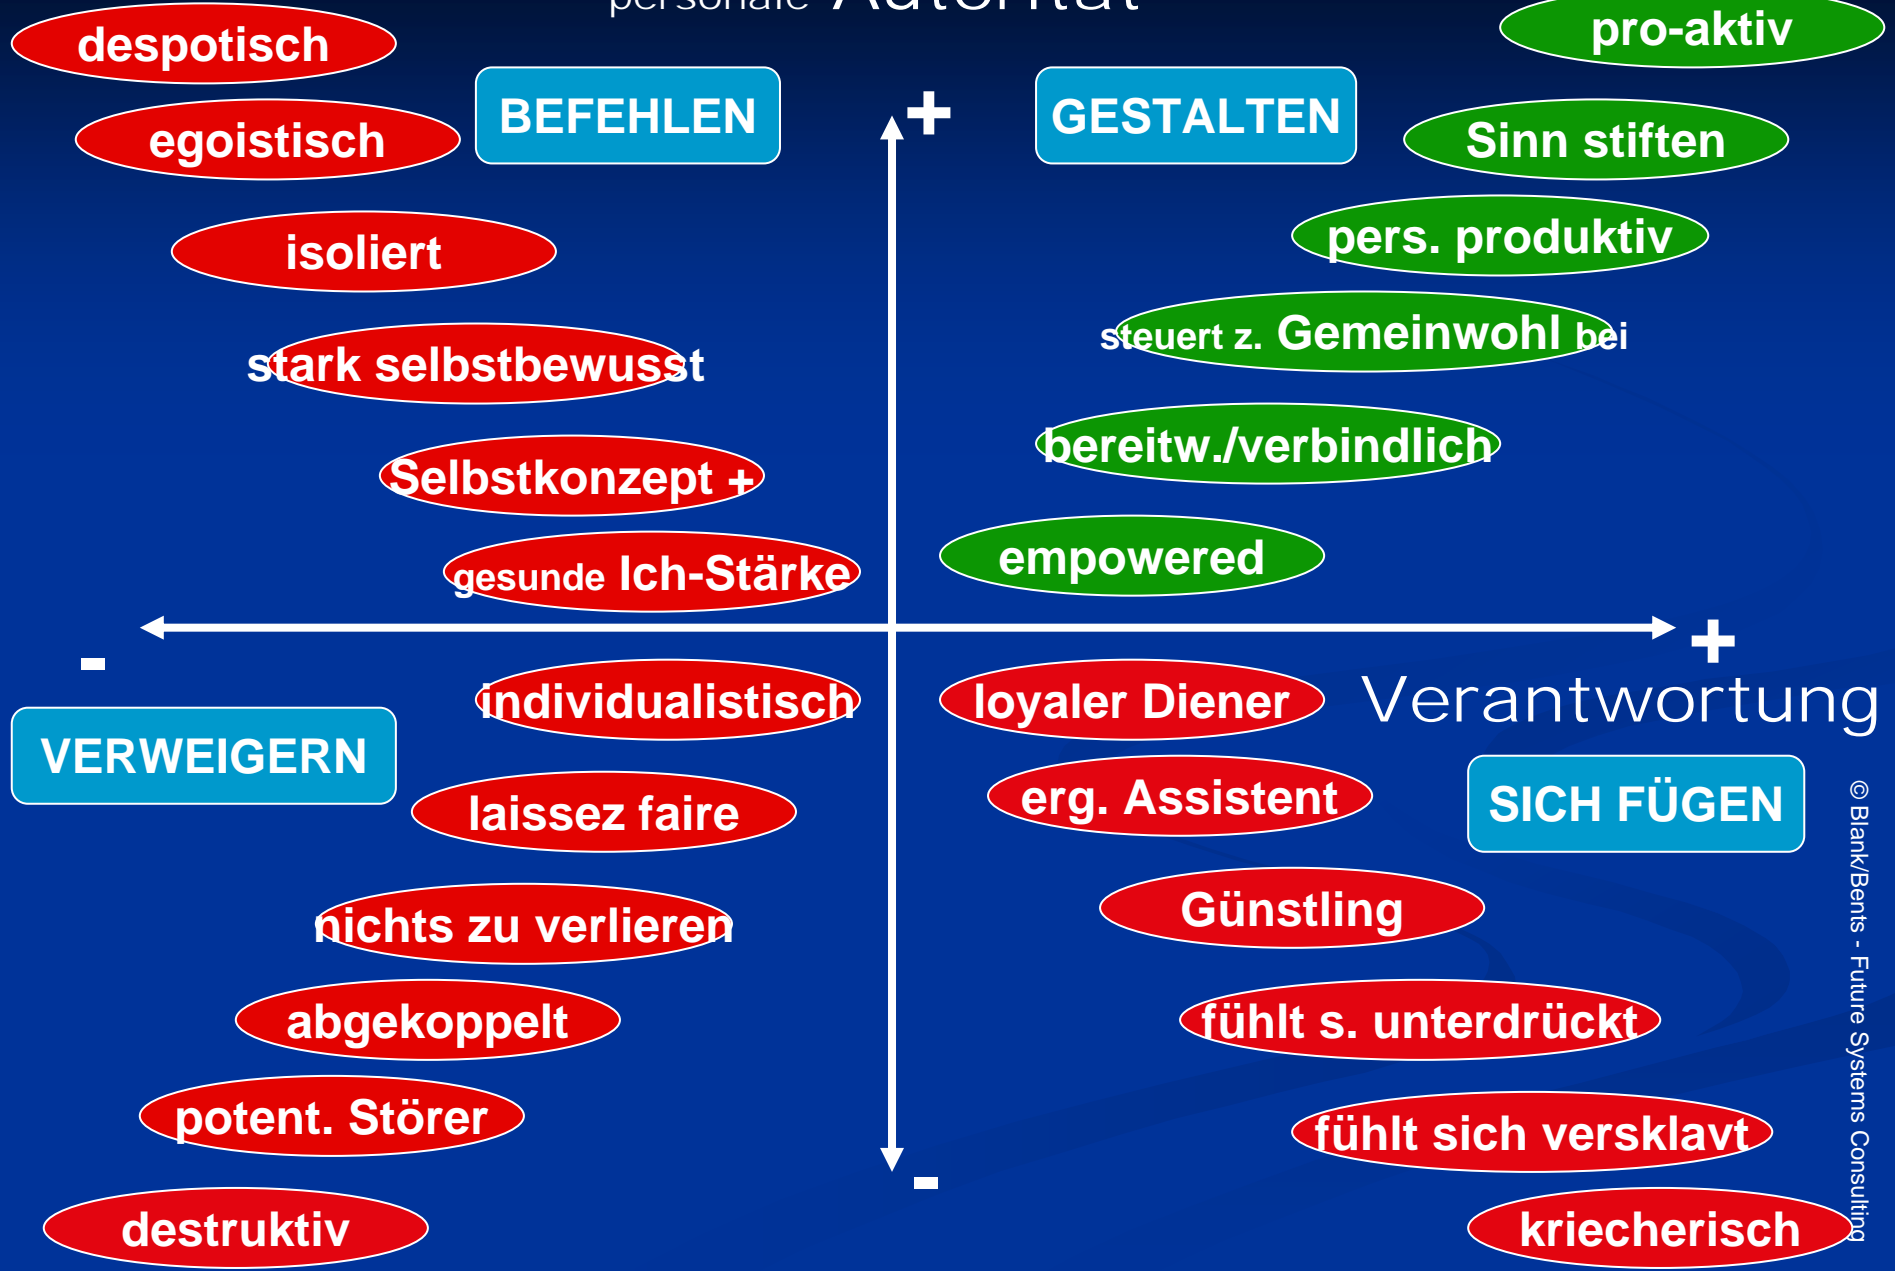 personale Autorität
despotisch
pro-aktiv
BEFEHLEN
+
GESTALTEN
egoistisch
Sinn stiften
isoliert
pers. produktiv
stark selbstbewusst
steuert z. Gemeinwohl bei
Selbstkonzept +
bereitw./verbindlich
gesunde Ich-Stärke
empowered
-
+
individualistisch
loyaler Diener
Verantwortung
VERWEIGERN
laissez faire
erg. Assistent
SICH FÜGEN
nichts zu verlieren
Günstling
abgekoppelt
fühlt s. unterdrückt
potent. Störer
fühlt sich versklavt
-
destruktiv
kriecherisch
© Blank/Bents - Future Systems Consulting